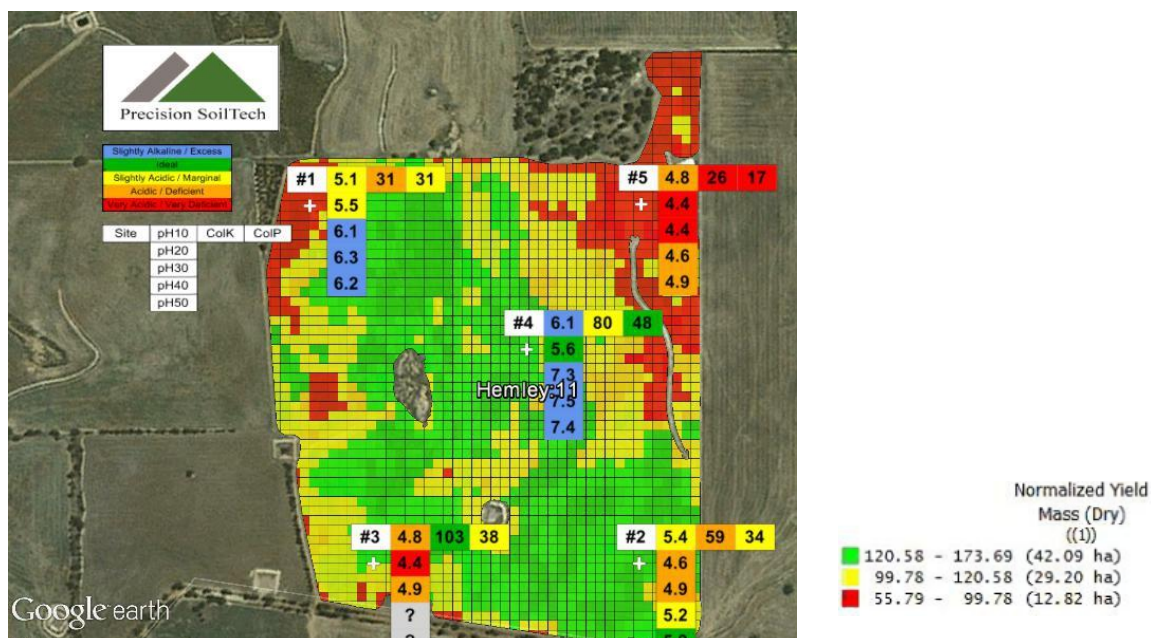 Precision SoilTech
Slightly Alkaline / Excess
Ideal
Slightly Acidic / Marginal
Acidic / Deficient
Very Acidic / Very Deficient
Site pH10 ColK ColP
pH20
pH30
pH40
pH50
#1 5.1 31 31
5.5
6.1
6.3
6.2
#5 4.8 26 17
4.4
4.4
4.6
4.9
#4 6.1 80 48
5.6
7.3
Hemley:11
7.5
7.4
#3 4.8 103 38
4.4
4.9
?
#2 5.4 59 34
4.6
4.9
5.2
Google earth
Normalized Yield
Mass (Dry)
((1))
120.58 - 173.69 (42.09 ha)
99.78 - 120.58 (29.20 ha)
55.79 - 99.78 (12.82 ha)